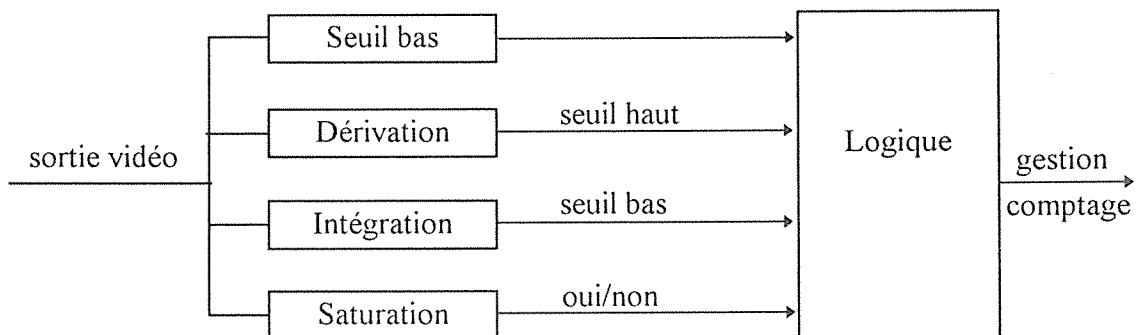 Seuil bas
Dérivation
seuil haut
sortie vidéo
Logique
gestion
Intégration
seuil bas
comptage
Saturation
oui/non